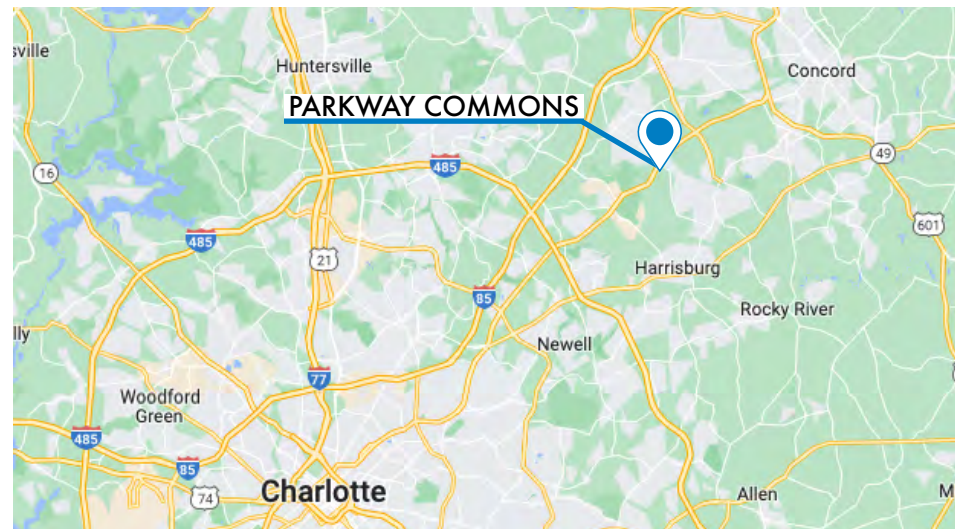 sville
Huntersville
Concord
PARKWAY COMMONS
49
16
485
601
485
21
Harrisburg
85
Rocky River
lly
Newell
77
Woodford
Green
485
85
74
Charlotte
Allen
M